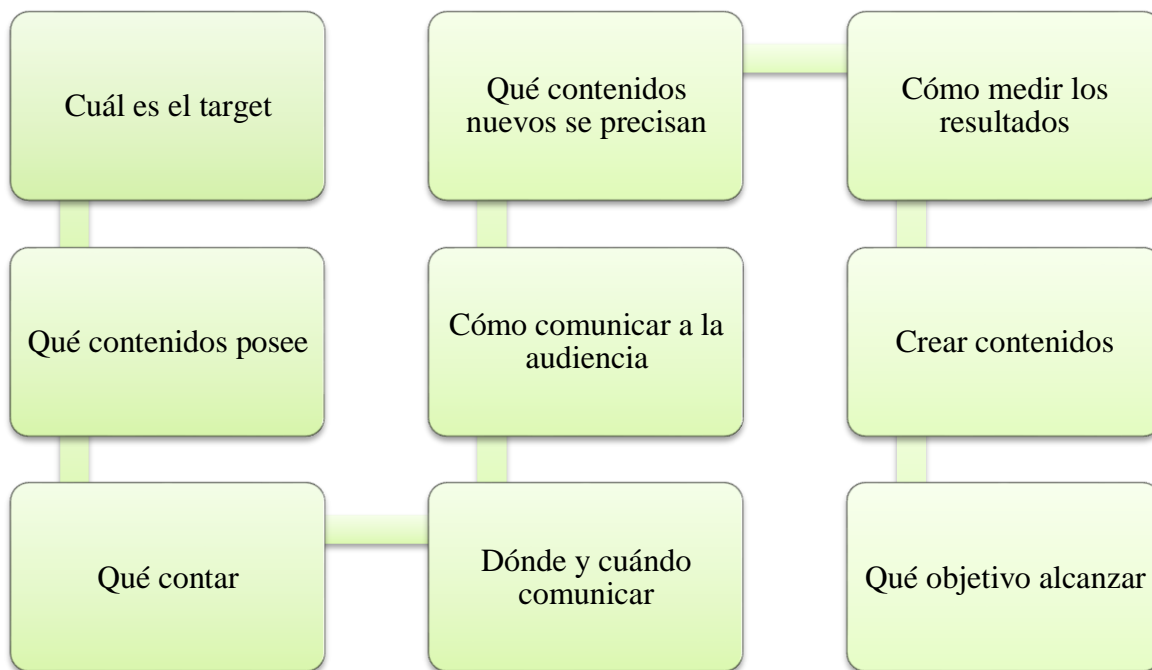 Cuál es el target
Qué contenidos posee
Qué contar
Dónde y cuándo
comunicar
Cómo comunicar a la
audiencia
Qué contenidos
nuevos se precisan
Cómo medir los
resultados
Crear contenidos
Qué objetivo alcanzar